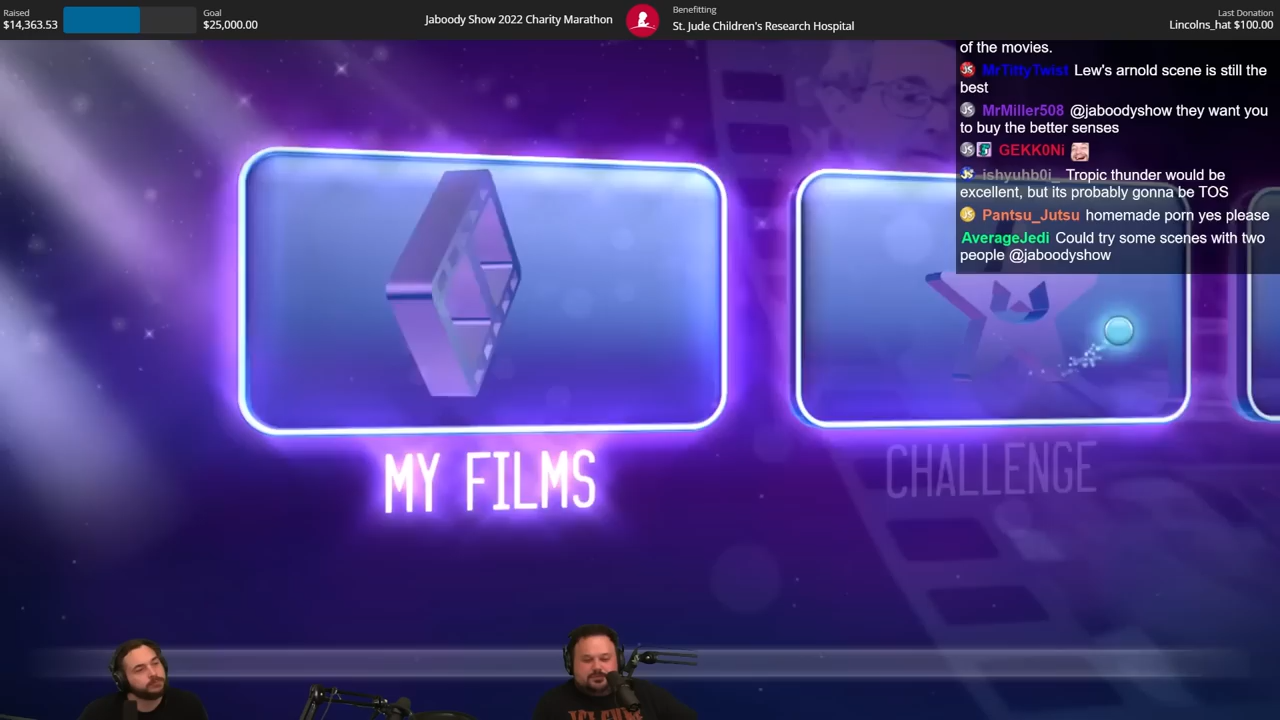 Raised
$14,363.53
Goal
$25,000.00
Jaboody Show 2022 Charity Marathon
Benefitting
St. Jude Children's Research Hospital
Last Donation
Lincolns_hat $100.00
of the movies.
MrTittyTwist Lew's arnold scene is still the
best
MrMiller508 @jaboodyshow they want you
to buy the better senses
GEKK0Ni
ishyuhb0i_ Tropic thunder would be
excellent, but its probably gonna be TOS
Pantsu_Jutsu homemade porn yes please
AverageJedi Could try some scenes with two
people @jaboodyshow
MY FILMS
CHALLENGE